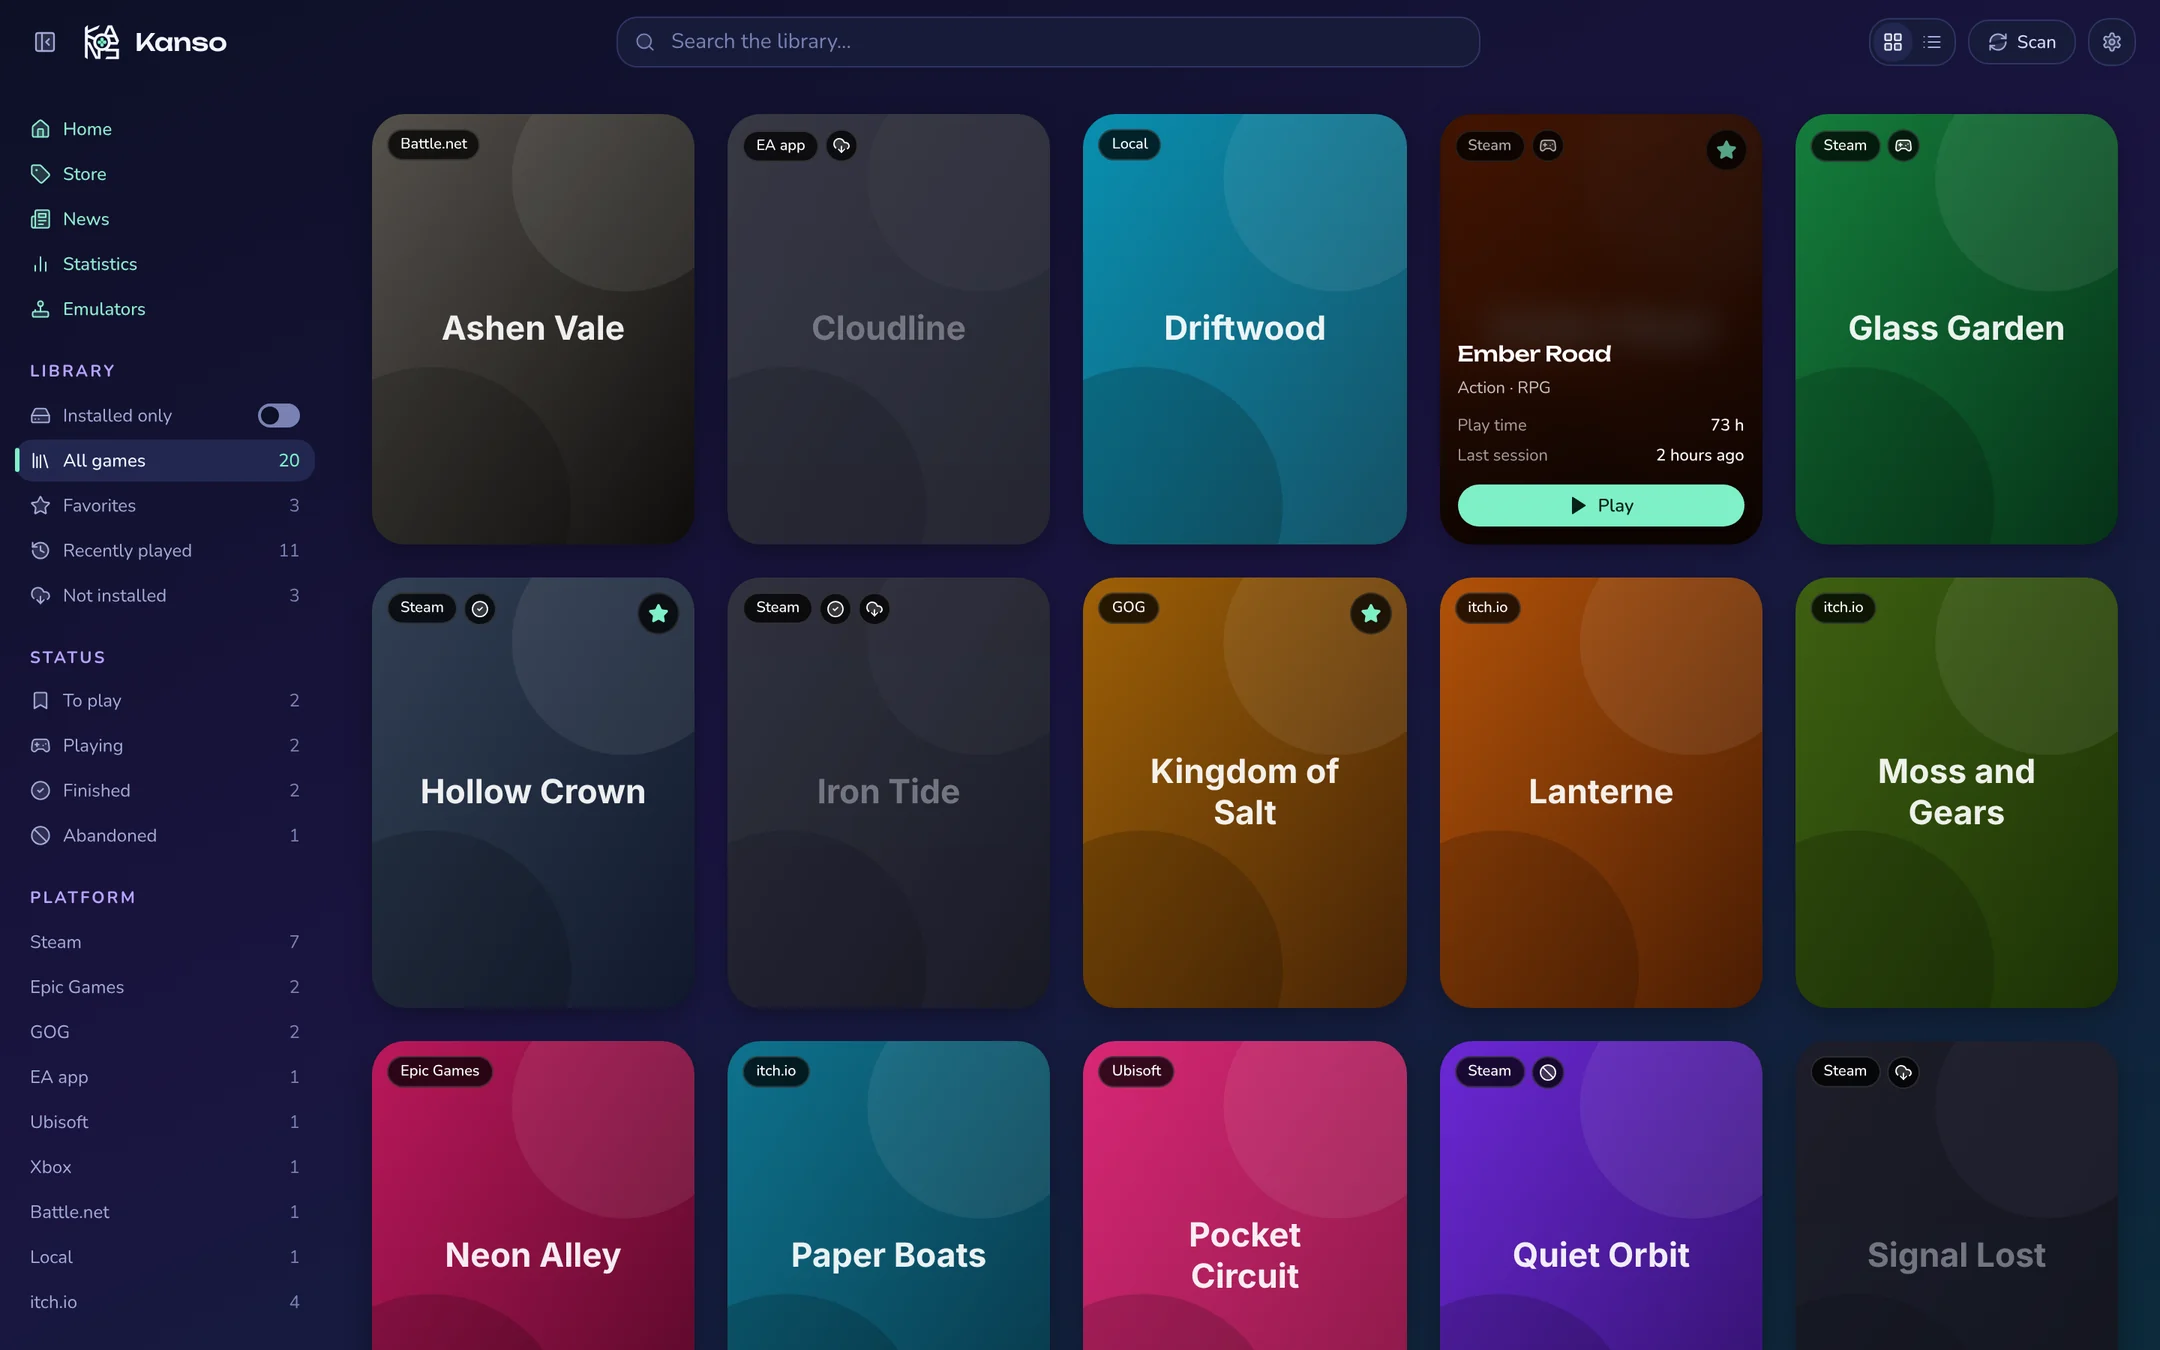 Kanso
Search the library...
Scan
Home
Store
News
Statistics
Emulators
LIBRARY
Installed only
All games 20
Favorites 3
Recently played 11
Not installed 3
STATUS
To play 2
Playing 2
Finished 2
Abandoned 1
PLATFORM
Steam 7
Epic Games 2
GOG 2
EA app 1
Ubisoft 1
Xbox 1
Battle.net 1
Local 1
itch.io 4
Battle.net
Ashen Vale
EA app
Cloudline
Local
Driftwood
Steam
Ember Road
Action · RPG
Play time 73 h
Last session 2 hours ago
Play
Steam
Glass Garden
Steam
Hollow Crown
Steam
Iron Tide
GOG
Kingdom of
Salt
itch.io
Lanterne
itch.io
Moss and
Gears
Epic Games
Neon Alley
itch.io
Paper Boats
Ubisoft
Pocket
Circuit
Steam
Quiet Orbit
Steam
Signal Lost